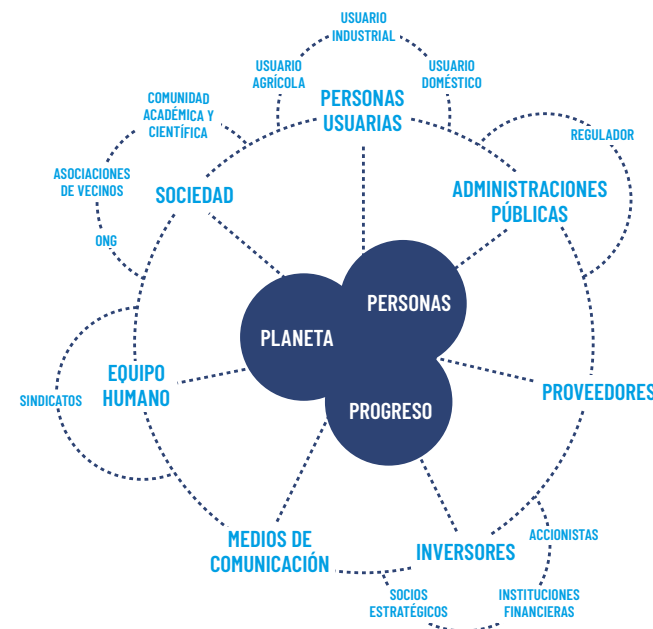 USUARIO
INDUSTRIAL
USUARIO
AGRÍCOLA
USUARIO
DOMÉSTICO
PERSONAS
USUARIAS
COMUNIDAD
ACADÉMICA Y
CIENTÍFICA
REGULADOR
ASOCIACIONES
DE VECINOS
SOCIEDAD
ADMINISTRACIONES
PÚBLICAS
ONG
PERSONAS
PLANETA
EQUIPO
HUMANO
SINDICATOS
PROVEEDORES
PROGRESO
MEDIOS DE
COMUNICACIÓN
INVERSORES
ACCIONISTAS
SOCIOS
ESTRATÉGICOS
INSTITUCIONES
FINANCIERAS